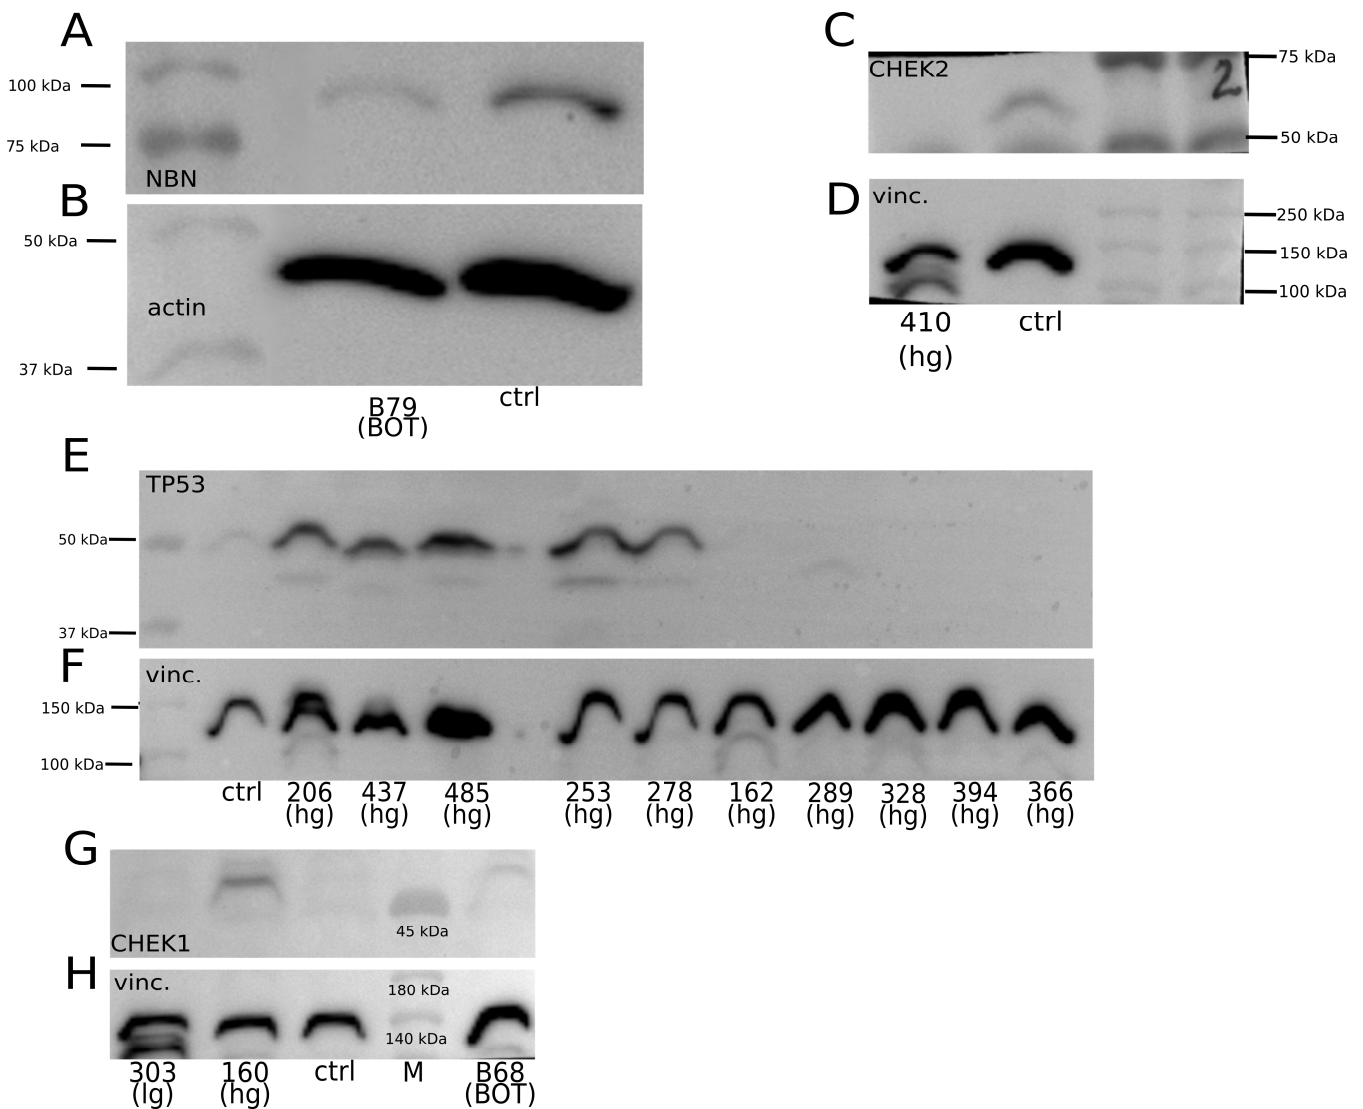 A
100 kDa
75 kDa
NBN
B
50 kDa
actin
37 kDa
B79
(BOT)
ctrl
C
CHEK2
2
75 kDa
50 kDa
D
vinc.
250 kDa
150 kDa
100 kDa
410
(hg)
ctrl
E
TP53
50 kDa
37 kDa
F
vinc.
150 kDa
100 kDa
ctrl 206 437 485 253 278 162 289 328 394 366
(hg) (hg) (hg) (hg) (hg) (hg) (hg) (hg) (hg) (hg)
G
45 kDa
CHEK1
H
vinc.
180 kDa
140 kDa
303 160 ctrl M B68
(lg) (hg) (BOT)